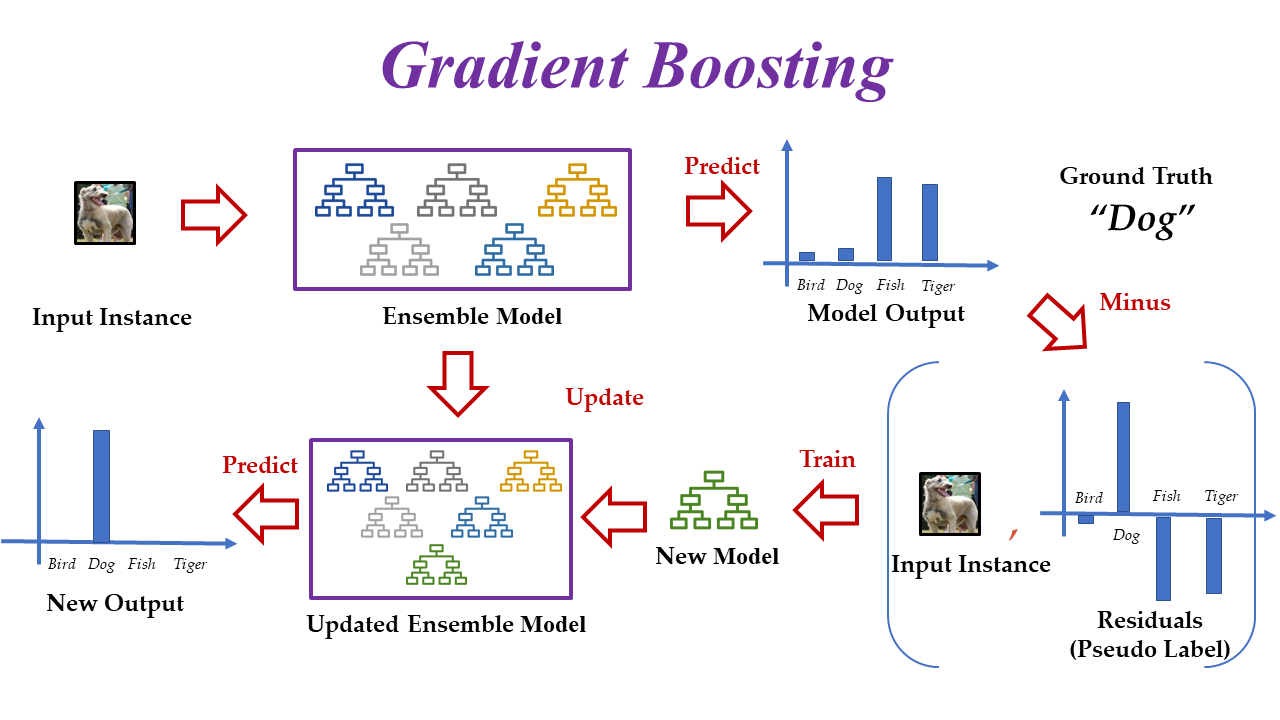 Gradient Boosting
Predict
Ground Truth
“Dog”
Bird Dog Fish Tiger
Input Instance
Ensemble Model
Model Output
Minus
Update
Predict
Train
Bird
Fish
Tiger
Dog
,
Bird Dog Fish Tiger
New Model
Input Instance
New Output
Updated Ensemble Model
Residuals
(Pseudo Label)